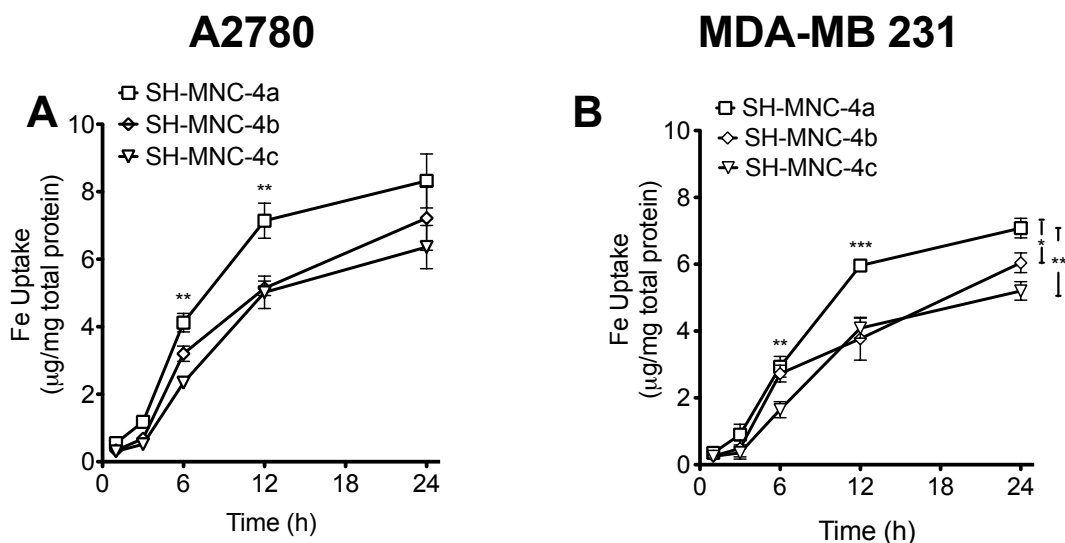 A2780
A
SH-MNC-4a
SH-MNC-4b
SH-MNC-4c
Fe Uptake
(μg/mg total protein)
10
8
6
4
2
0
**
**
0 6 12 18 24
Time (h)
MDA-MB 231
B
SH-MNC-4a
SH-MNC-4b
SH-MNC-4c
Fe Uptake
(μg/mg total protein)
10
8
6
4
2
0
**
***
*
**
0 6 12 18 24
Time (h)